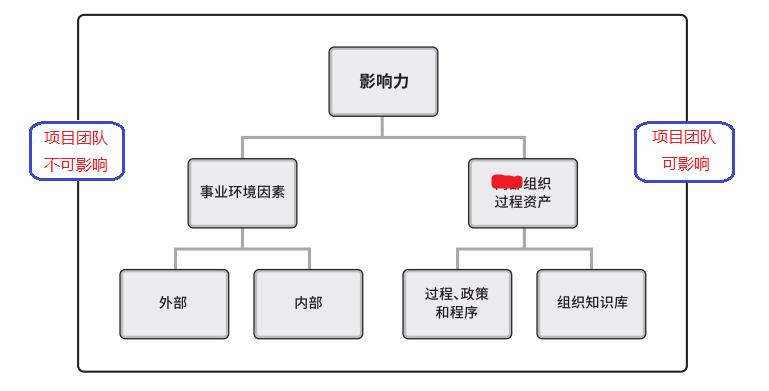 影响力
项目团队
不可影响
项目团队
可影响
事业环境因素
组织
过程资产
外部
内部
过程、政策
和程序
组织知识库